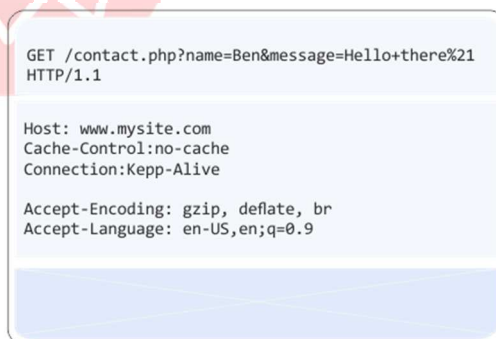 GET /contact.php?name=Ben&message=Hello+there%21
HTTP/1.1
Host: www.mysite.com
Cache-Control:no-cache
Connection:Kepp-Alive
Accept-Encoding: gzip, deflate, br
Accept-Language: en-US,en;q=0.9